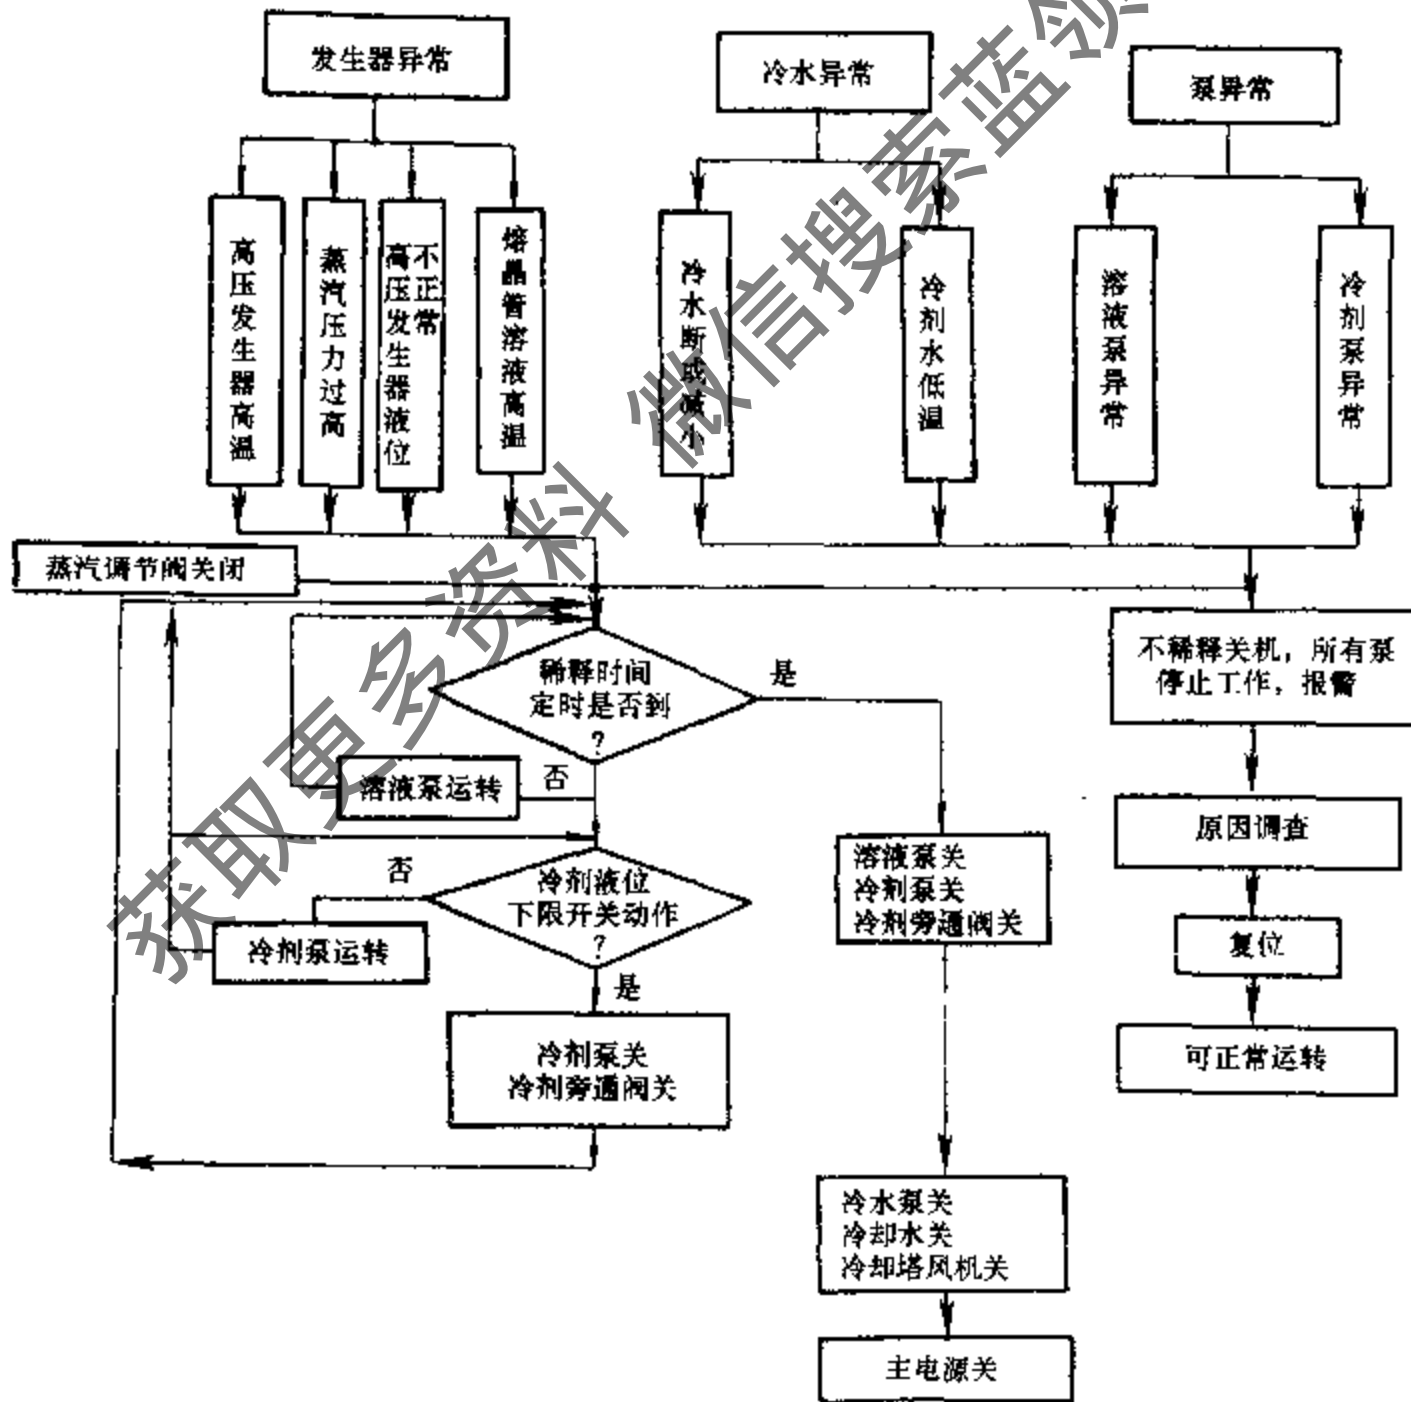 发生器异常
冷水异常
泵异常
高压发生器高温
蒸汽压力过高
不正常
高压发生器液位
熔晶管溶液高温
冷水断或减小
冷剂水低温
溶液泵异常
冷剂泵异常
蒸汽调节阀关闭
稀释时间
定时是否到
?
是
否
溶液泵运转
不稀释关机，所有泵
停止工作，报警
原因调查
复位
可正常运转
冷剂液位
下限开关动作
?
否
是
冷剂泵运转
冷剂泵关
冷剂旁通阀关
溶液泵关
冷剂泵关
冷剂旁通阀关
冷水泵关
冷却水关
冷却塔风机关
主电源关
获取更多资料 微信搜索蓝领